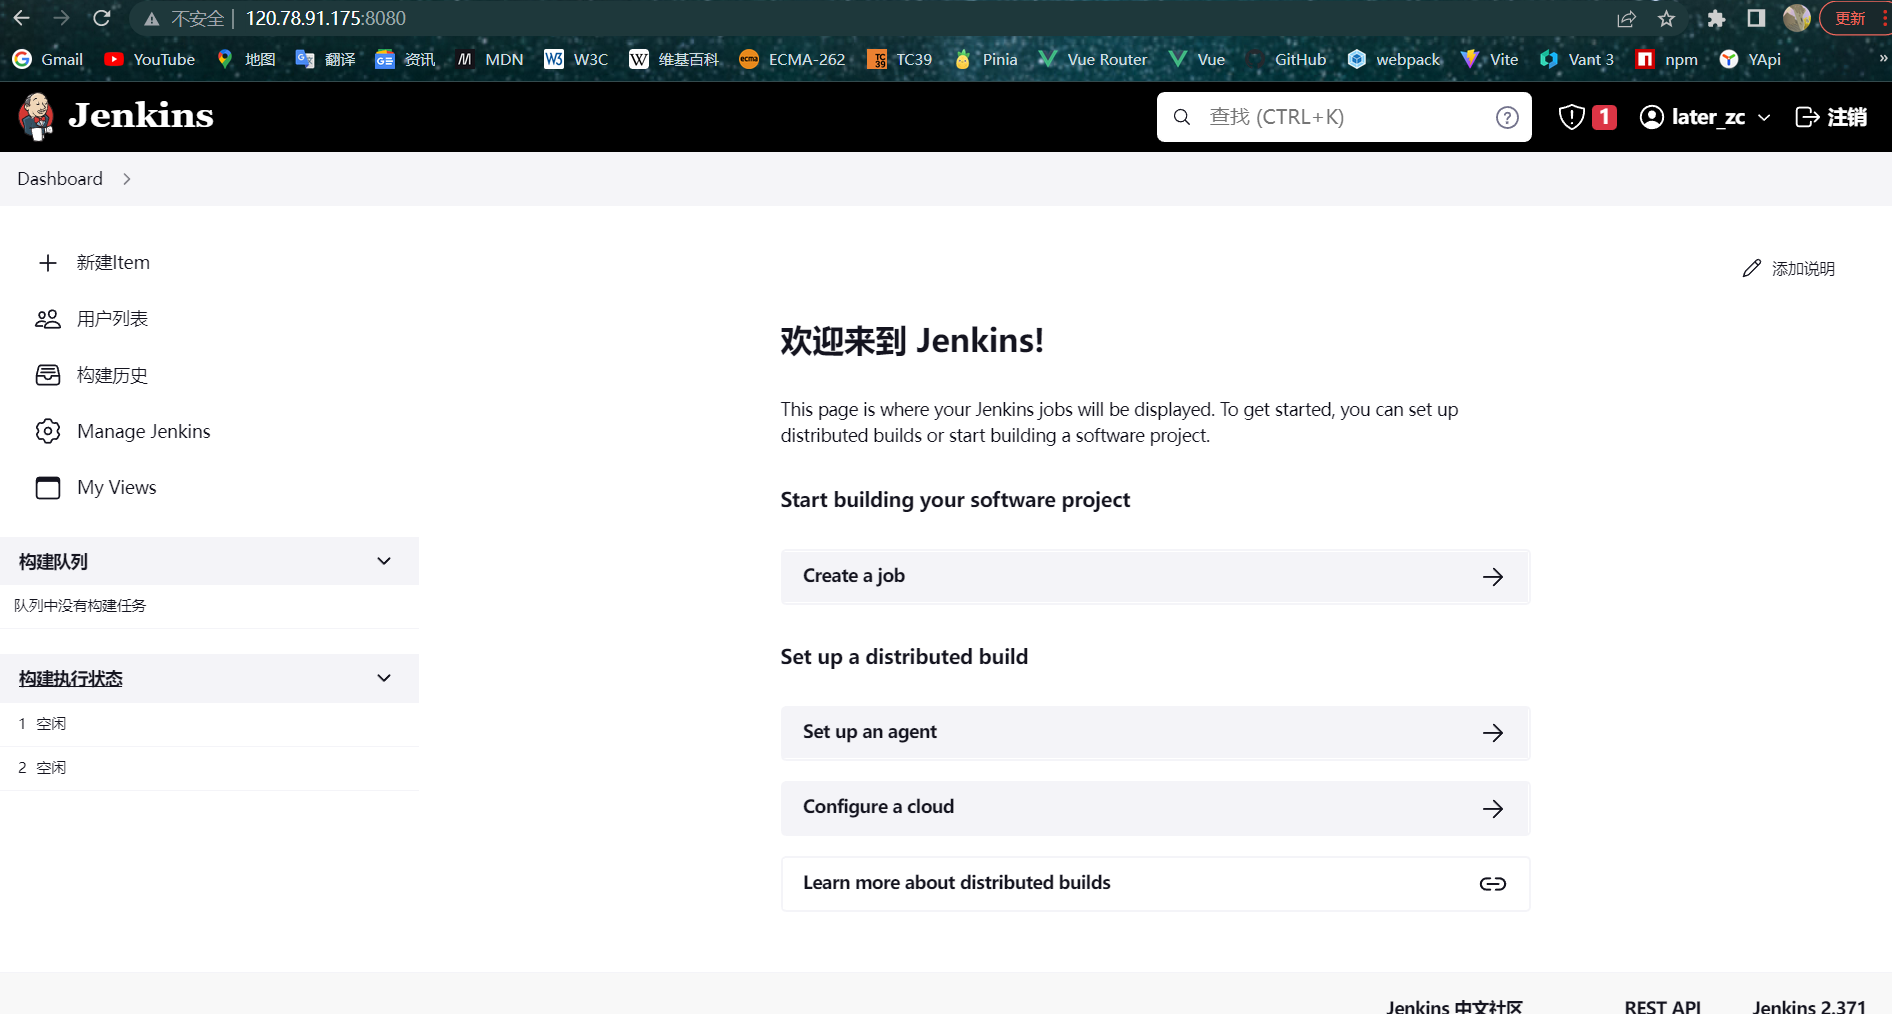 不安全 | 120.78.91.175:8080
更新
Gmail YouTube 地图 翻译 资讯 MDN W3C 维基百科 ECMA-262 TC39 Pinia Vue Router Vue GitHub webpack Vite Vant 3 npm YApi »
Jenkins
查找 (CTRL+K)
1
later_zc
注销
Dashboard
新建Item
用户列表
构建历史
Manage Jenkins
My Views
构建队列
队列中没有构建任务
构建执行状态
1 空闲
2 空闲
添加说明
欢迎来到 Jenkins!
This page is where your Jenkins jobs will be displayed. To get started, you can set up
distributed builds or start building a software project.
Start building your software project
Create a job
Set up a distributed build
Set up an agent
Configure a cloud
Learn more about distributed builds
Jenkins 中文社区
REST API
Jenkins 2.371